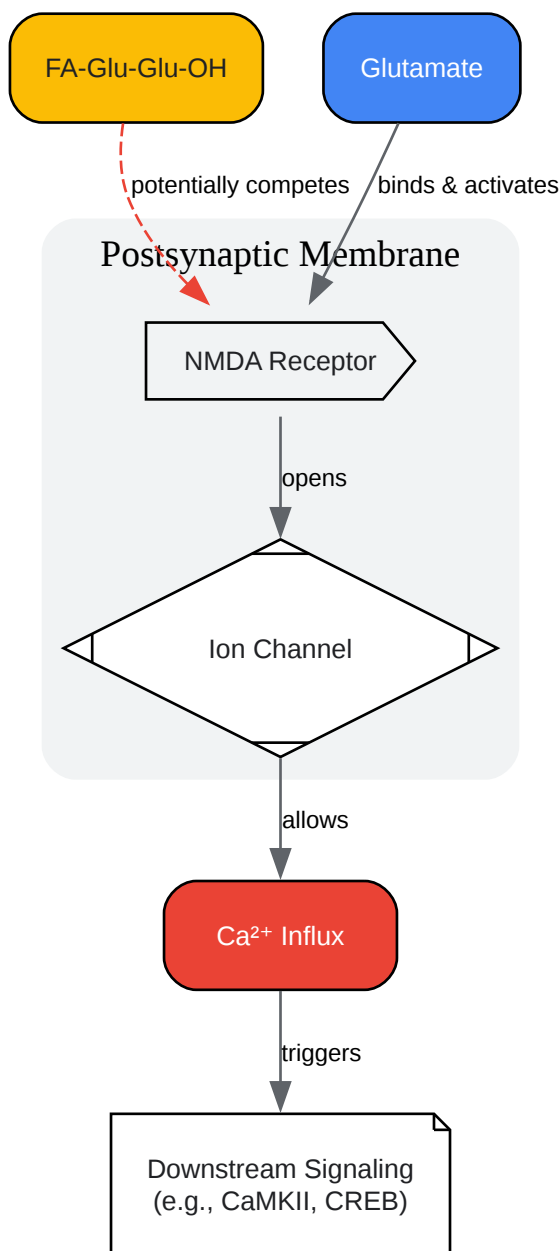 FA-Glu-Glu-OH
Glutamate
potentially competes
binds & activates
Postsynaptic Membrane
NMDA Receptor
opens
Ion Channel
allows
Ca²⁺ Influx
triggers
Downstream Signaling
(e.g., CaMKII, CREB)